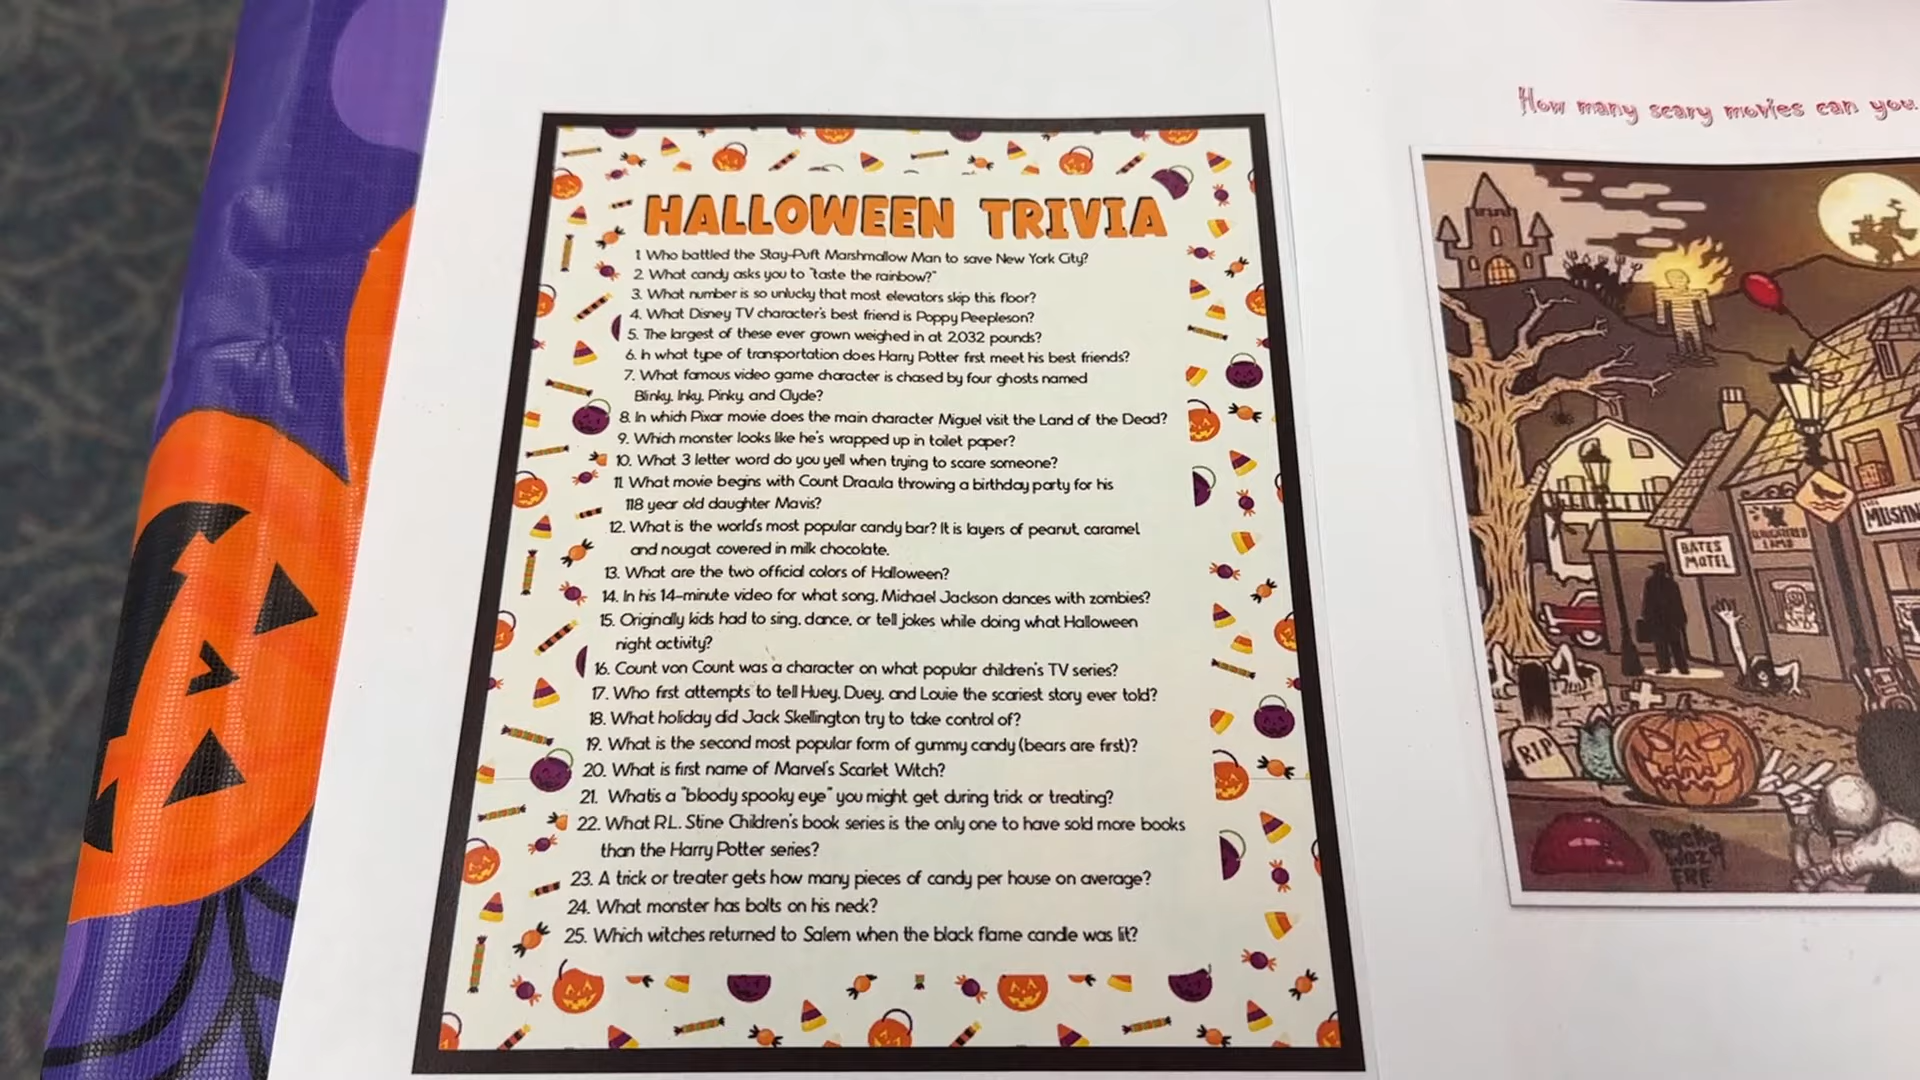 HALLOWEEN TRIVIA
1. Who battled the Stay-Puft Marshmallow Man to save New York City?
2. What candy asks you to "taste the rainbow?"
3. What number is so unlucky that most elevators skip this floor?
4. What Disney TV character's best friend is Poppy Peepleson?
5. The largest of these ever grown weighed in at 2,032 pounds?
6. In what type of transportation does Harry Potter first meet his best friends?
7. What famous video game character is chased by four ghosts named
Blinky, Inky, Pinky, and Clyde?
8. In which Pixar movie does the main character Miguel visit the Land of the Dead?
9. Which monster looks like he's wrapped up in toilet paper?
10. What 3 letter word do you yell when trying to scare someone?
11. What movie begins with Count Dracula throwing a birthday party for his
118 year old daughter Mavis?
12. What is the world's most popular candy bar? It is layers of peanut, caramel
and nougat covered in milk chocolate.
13. What are the two official colors of Halloween?
14. In his 14-minute video for what song, Michael Jackson dances with zombies?
15. Originally kids had to sing, dance, or tell jokes while doing what Halloween
night activity?
16. Count von Count was a character on what popular children's TV series?
17. Who first attempts to tell Huey, Duey, and Louie the scariest story ever told?
18. What holiday did Jack Skellington try to take control of?
19. What is the second most popular form of gummy candy (bears are first)?
20. What is first name of Marvel's Scarlet Witch?
21. Whatis a "bloody spooky eye" you might get during trick or treating?
22. What R.L. Stine Children's book series is the only one to have sold more books
than the Harry Potter series?
23. A trick or treater gets how many pieces of candy per house on average?
24. What monster has bolts on his neck?
25. Which witches returned to Salem when the black flame candle was lit?
How many scary movies can you
BATES
MOTEL
SLAUGHTERED
LAMB
RIP